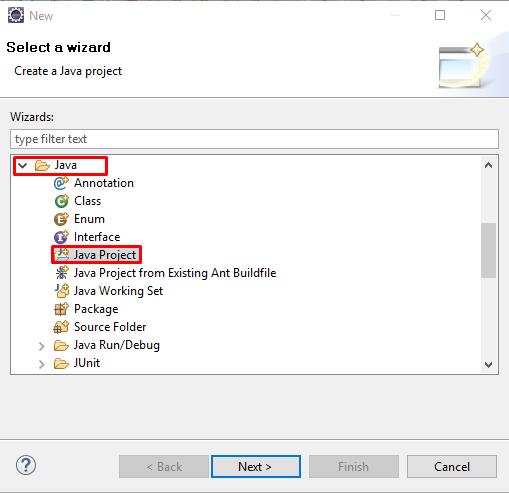 New
Select a wizard
Create a Java project
Wizards:
type filter text
Java
Annotation
Class
Enum
Interface
Java Project
Java Project from Existing Ant Buildfile
Java Working Set
Package
Source Folder
Java Run/Debug
JUnit
? < Back Next > Finish Cancel